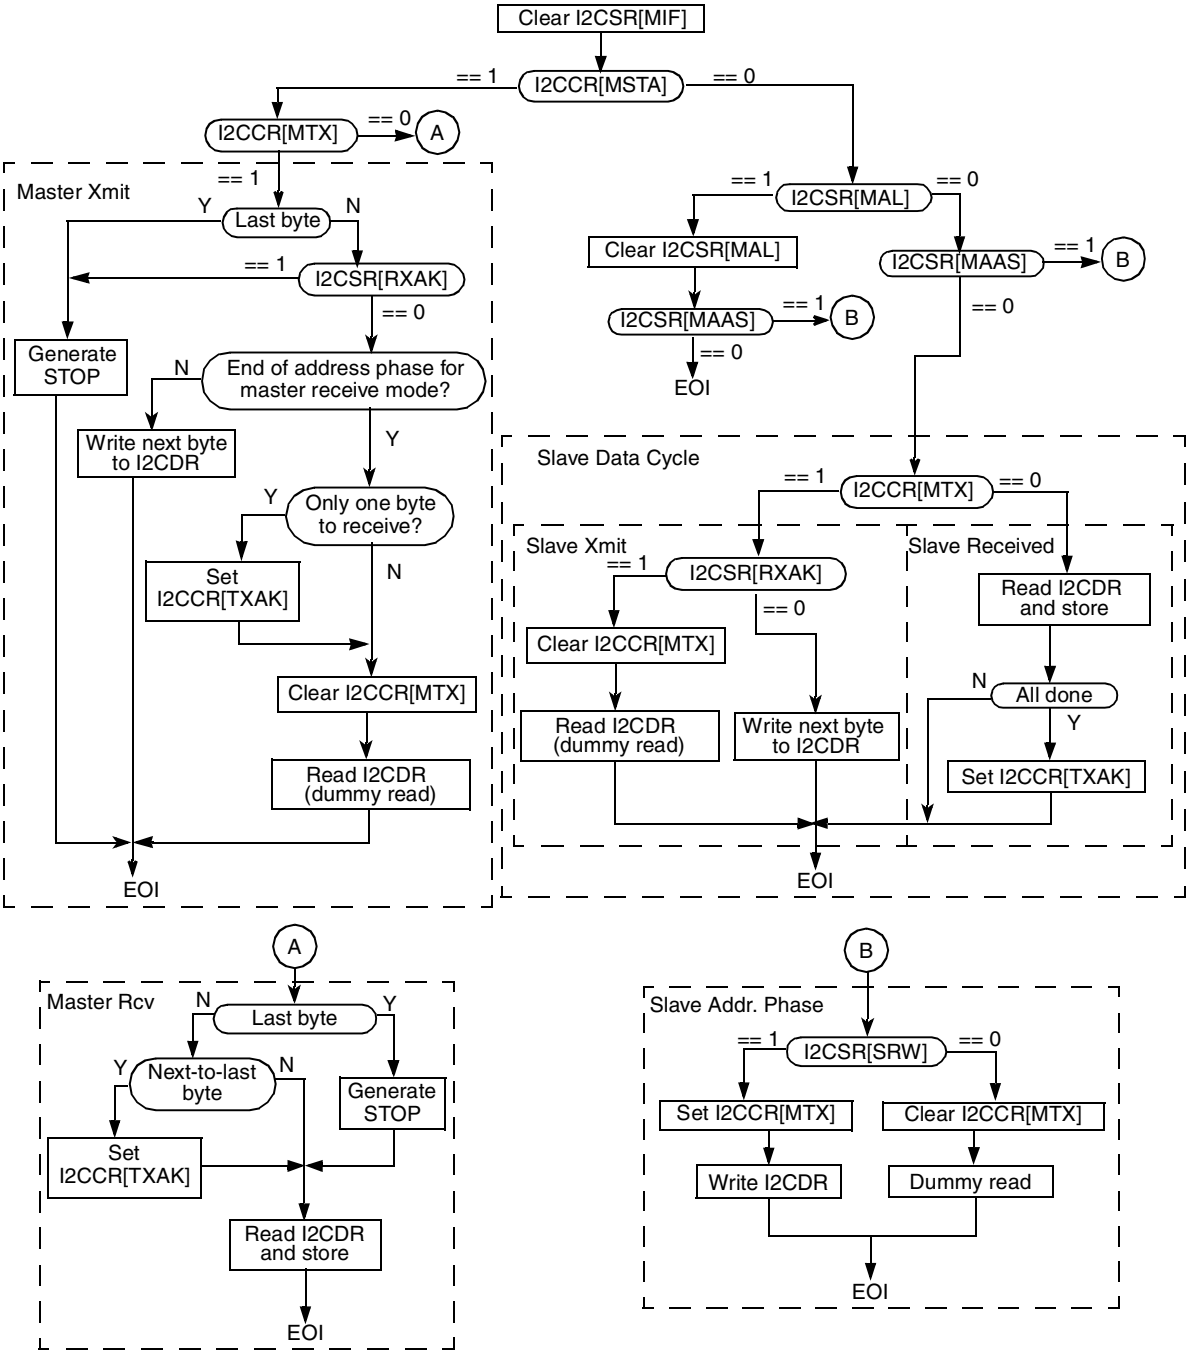 Clear I2CSR[MIF]
== 1
I2CCR[MSTA]
== 0
I2CCR[MTX]
== 0
A
== 1
Master Xmit
Y
Last byte
N
== 1
I2CSR[RXAK]
== 0
Generate
STOP
N
End of address phase for
master receive mode?
Write next byte
to I2CDR
Y
Y
Only one byte
to receive?
Set
I2CCR[TXAK]
N
Clear I2CCR[MTX]
Read I2CDR
(dummy read)
EOI
== 1
I2CSR[MAL]
== 0
Clear I2CSR[MAL]
I2CSR[MAAS]
== 1
B
I2CSR[MAAS]
== 1
B
== 0
EOI
== 0
Slave Data Cycle
== 1
I2CCR[MTX]
== 0
Slave Xmit
== 1
I2CSR[RXAK]
== 0
Clear I2CCR[MTX]
Read I2CDR
(dummy read)
Write next byte
to I2CDR
Slave Received
Read I2CDR
and store
N
All done
Y
Set I2CCR[TXAK]
EOI
A
Master Rcv
N
Last byte
Y
Y
Next-to-last
byte
N
Generate
STOP
Set
I2CCR[TXAK]
Read I2CDR
and store
EOI
B
Slave Addr. Phase
== 1
I2CSR[SRW]
== 0
Set I2CCR[MTX]
Clear I2CCR[MTX]
Write I2CDR
Dummy read
EOI